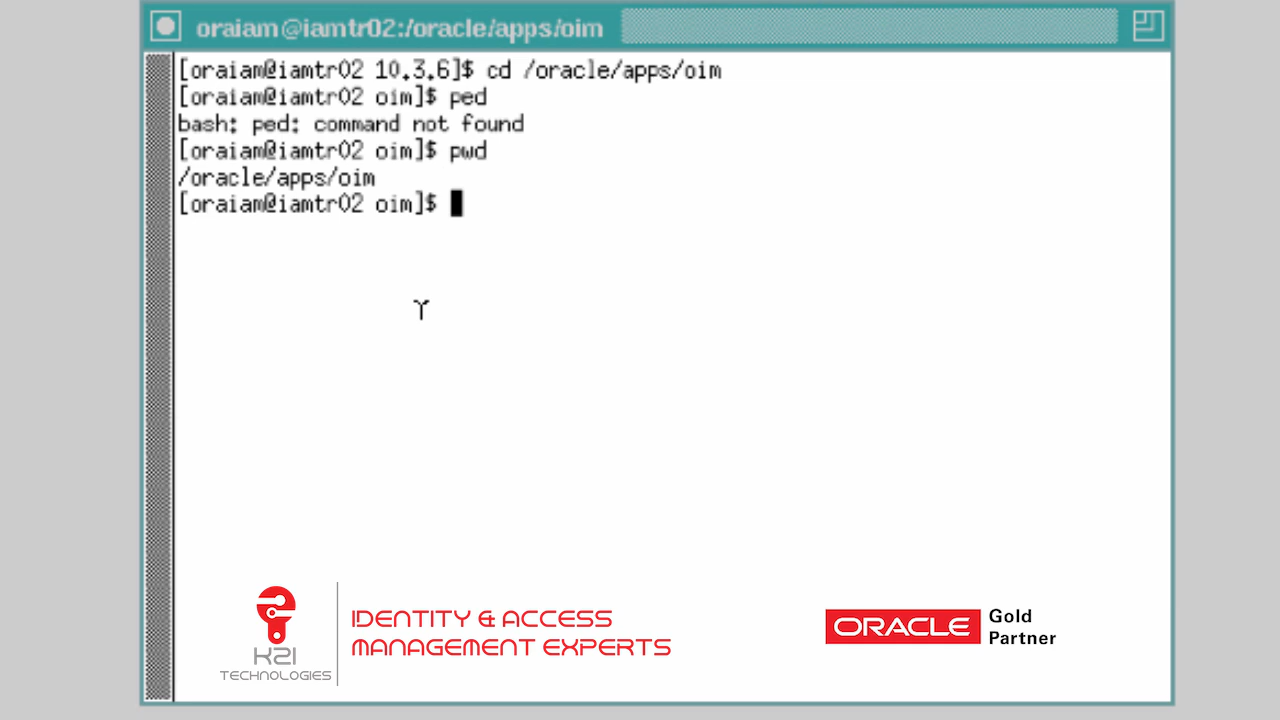 oraiam@iamtr02:/oracle/apps/oim
[oraiam@iamtr02 10.3.6]$ cd /oracle/apps/oim
[oraiam@iamtr02 oim]$ ped
bash: ped: command not found
[oraiam@iamtr02 oim]$ pwd
/oracle/apps/oim
[oraiam@iamtr02 oim]$
K21
TECHNOLOGIES
IDENTITY & ACCESS
MANAGEMENT EXPERTS
ORACLE
Gold
Partner